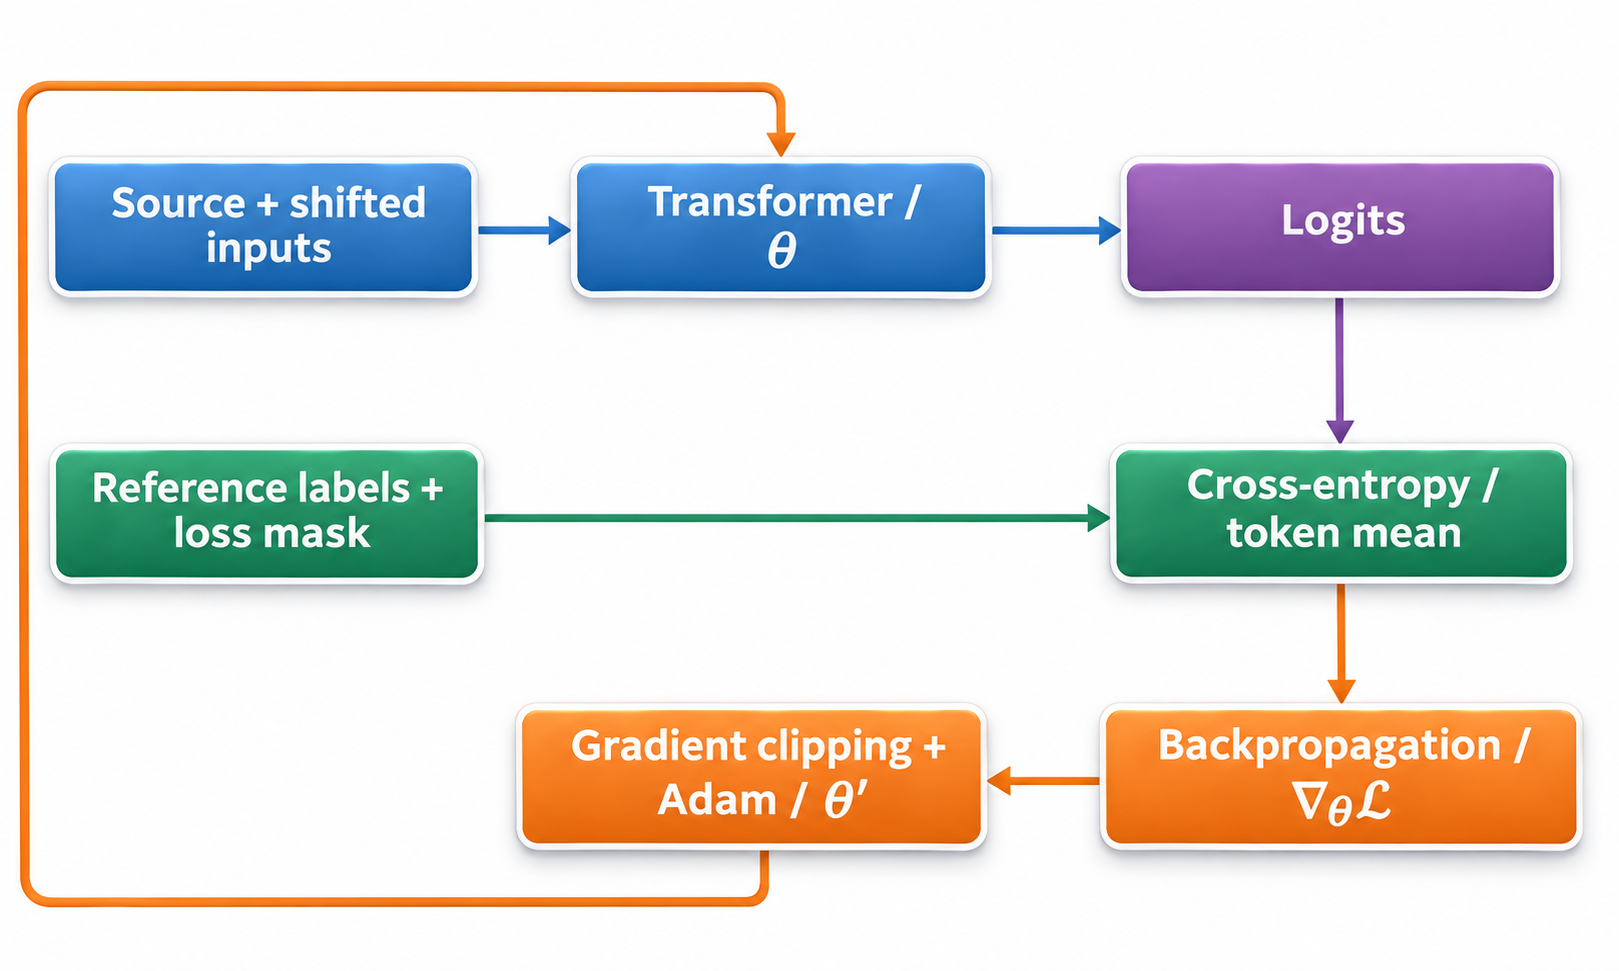 Source + shifted
inputs
Transformer /
θ
Logits
Reference labels +
loss mask
Cross-entropy /
token mean
Gradient clipping +
Adam / θ′
Backpropagation /
∇θℒ